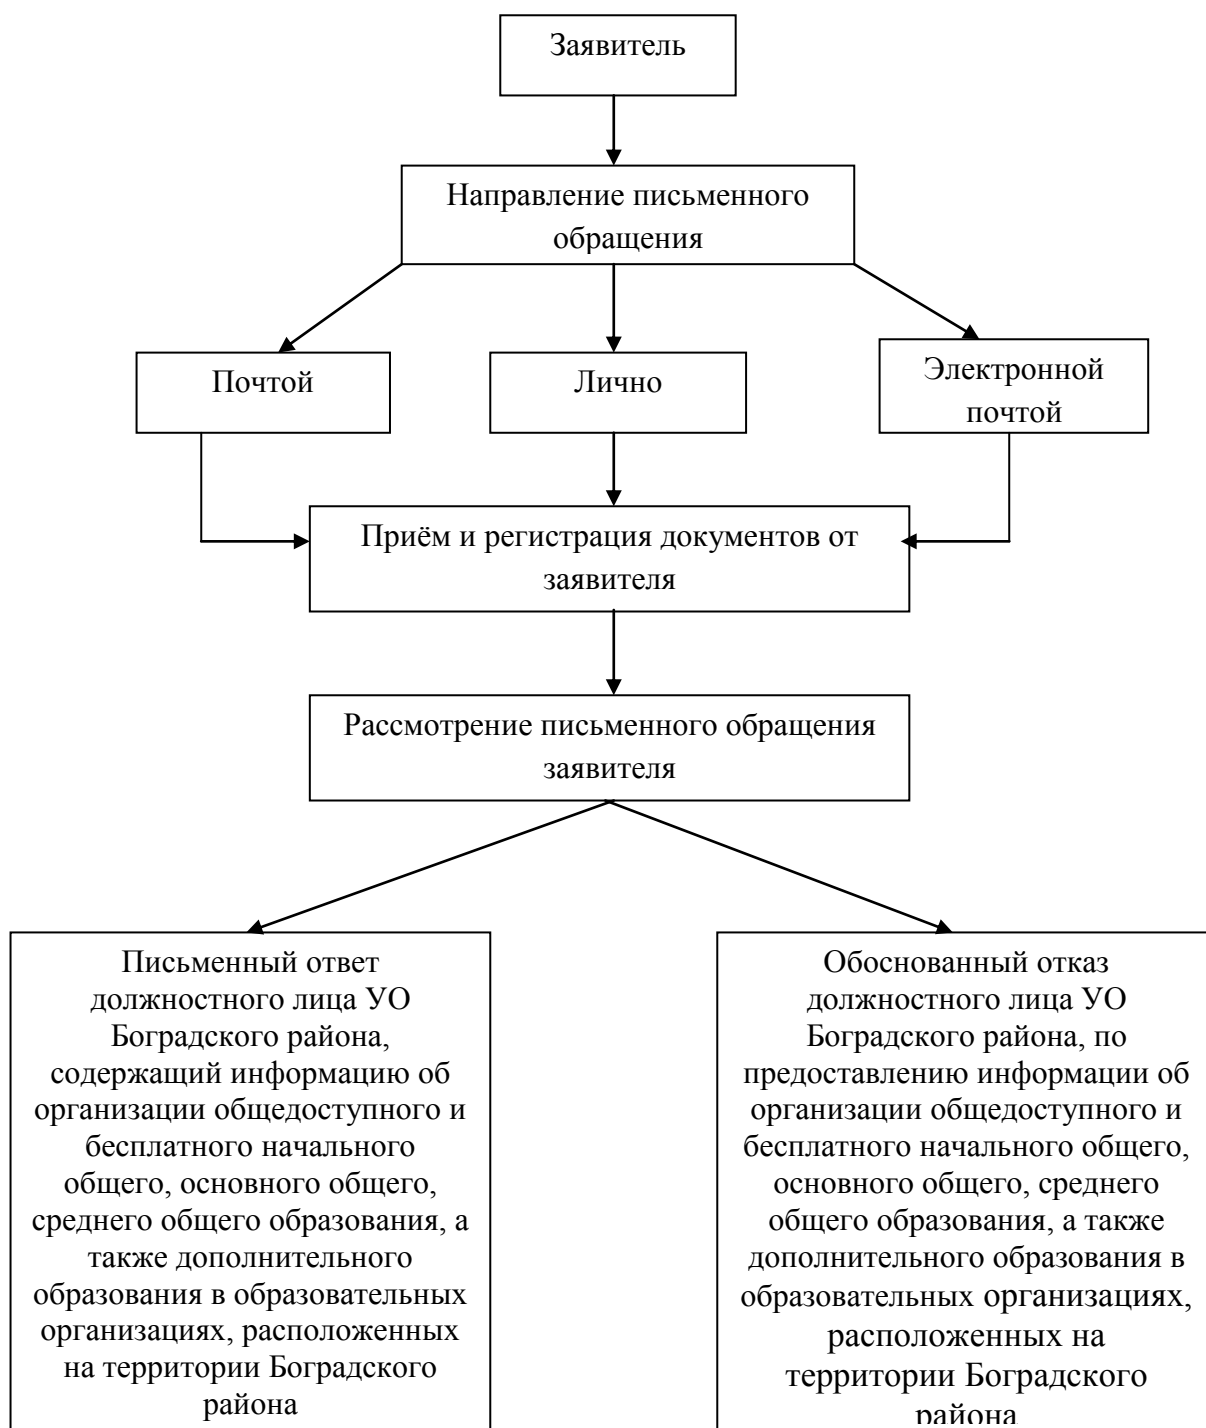 Заявитель
Направление письменного
обращения
Почтой
Лично
Электронной
почтой
Приём и регистрация документов от
заявителя
Рассмотрение письменного обращения
заявителя
Письменный ответ
должностного лица УО
Боградского района,
содержащий информацию об
организации общедоступного и
бесплатного начального
общего, основного общего,
среднего общего образования, а
также дополнительного
образования в образовательных
организациях, расположенных
на территории Боградского
района
Обоснованный отказ
должностного лица УО
Боградского района, по
предоставлению информации об
организации общедоступного и
бесплатного начального общего,
основного общего, среднего
общего образования, а также
дополнительного образования в
образовательных организациях,
расположенных на
территории Боградского
района